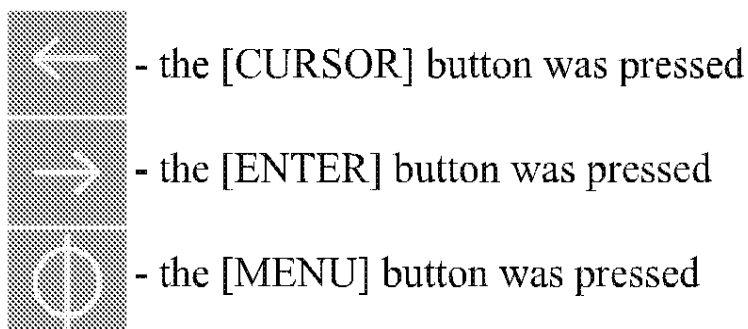 - the [CURSOR] button was pressed
- the [ENTER] button was pressed
- the [MENU] button was pressed